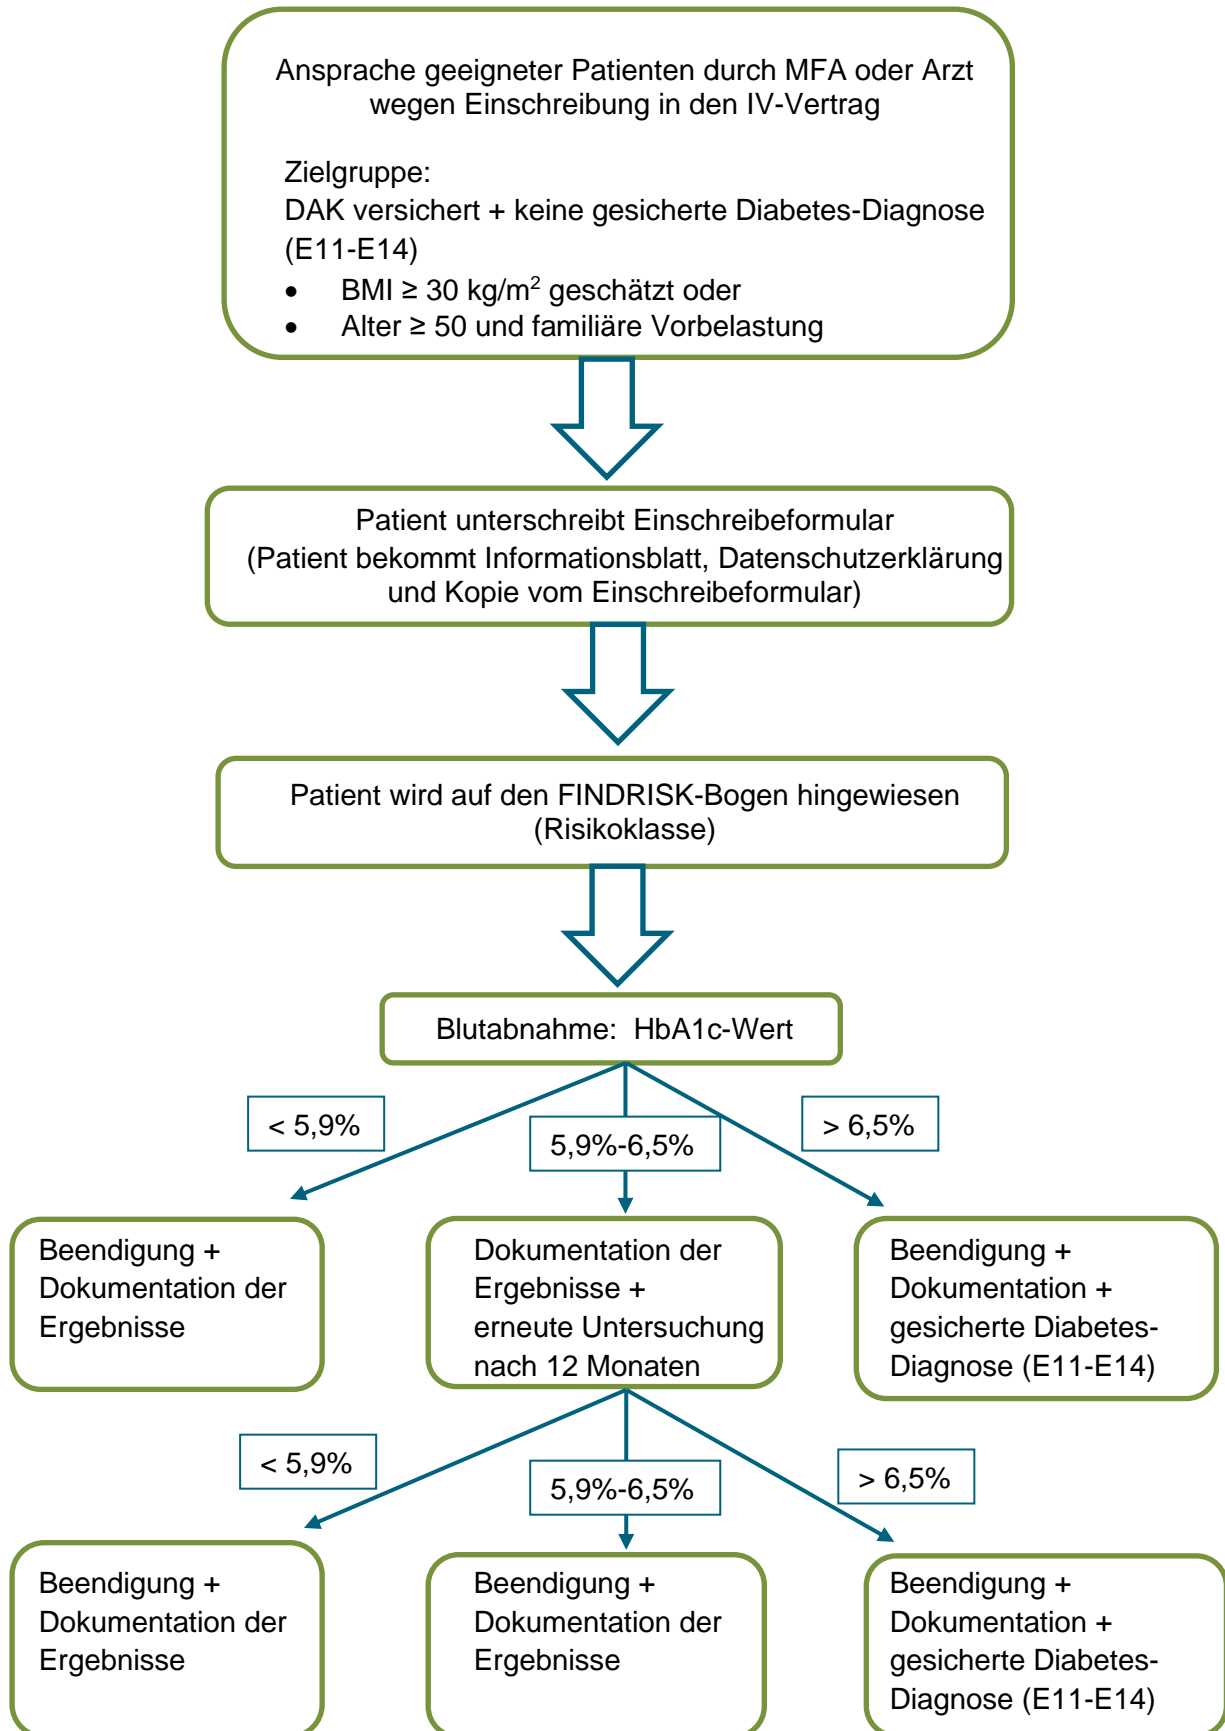 Ansprache geeigneter Patienten durch MFA oder Arzt
wegen Einschreibung in den IV-Vertrag
Zielgruppe:
DAK versichert + keine gesicherte Diabetes-Diagnose
(E11-E14)
• BMI ≥ 30 kg/m² geschätzt oder
• Alter ≥ 50 und familiäre Vorbelastung
Patient unterschreibt Einschreibeformular
(Patient bekommt Informationsblatt, Datenschutzerklärung
und Kopie vom Einschreibeformular)
Patient wird auf den FINDRISK-Bogen hingewiesen
(Risikoklasse)
Blutabnahme: HbA1c-Wert
< 5,9%
5,9%-6,5%
> 6,5%
Beendigung +
Dokumentation der
Ergebnisse
Dokumentation der
Ergebnisse +
erneute Untersuchung
nach 12 Monaten
Beendigung +
Dokumentation +
gesicherte Diabetes-
Diagnose (E11-E14)
< 5,9%
5,9%-6,5%
> 6,5%
Beendigung +
Dokumentation der
Ergebnisse
Beendigung +
Dokumentation der
Ergebnisse
Beendigung +
Dokumentation +
gesicherte Diabetes-
Diagnose (E11-E14)